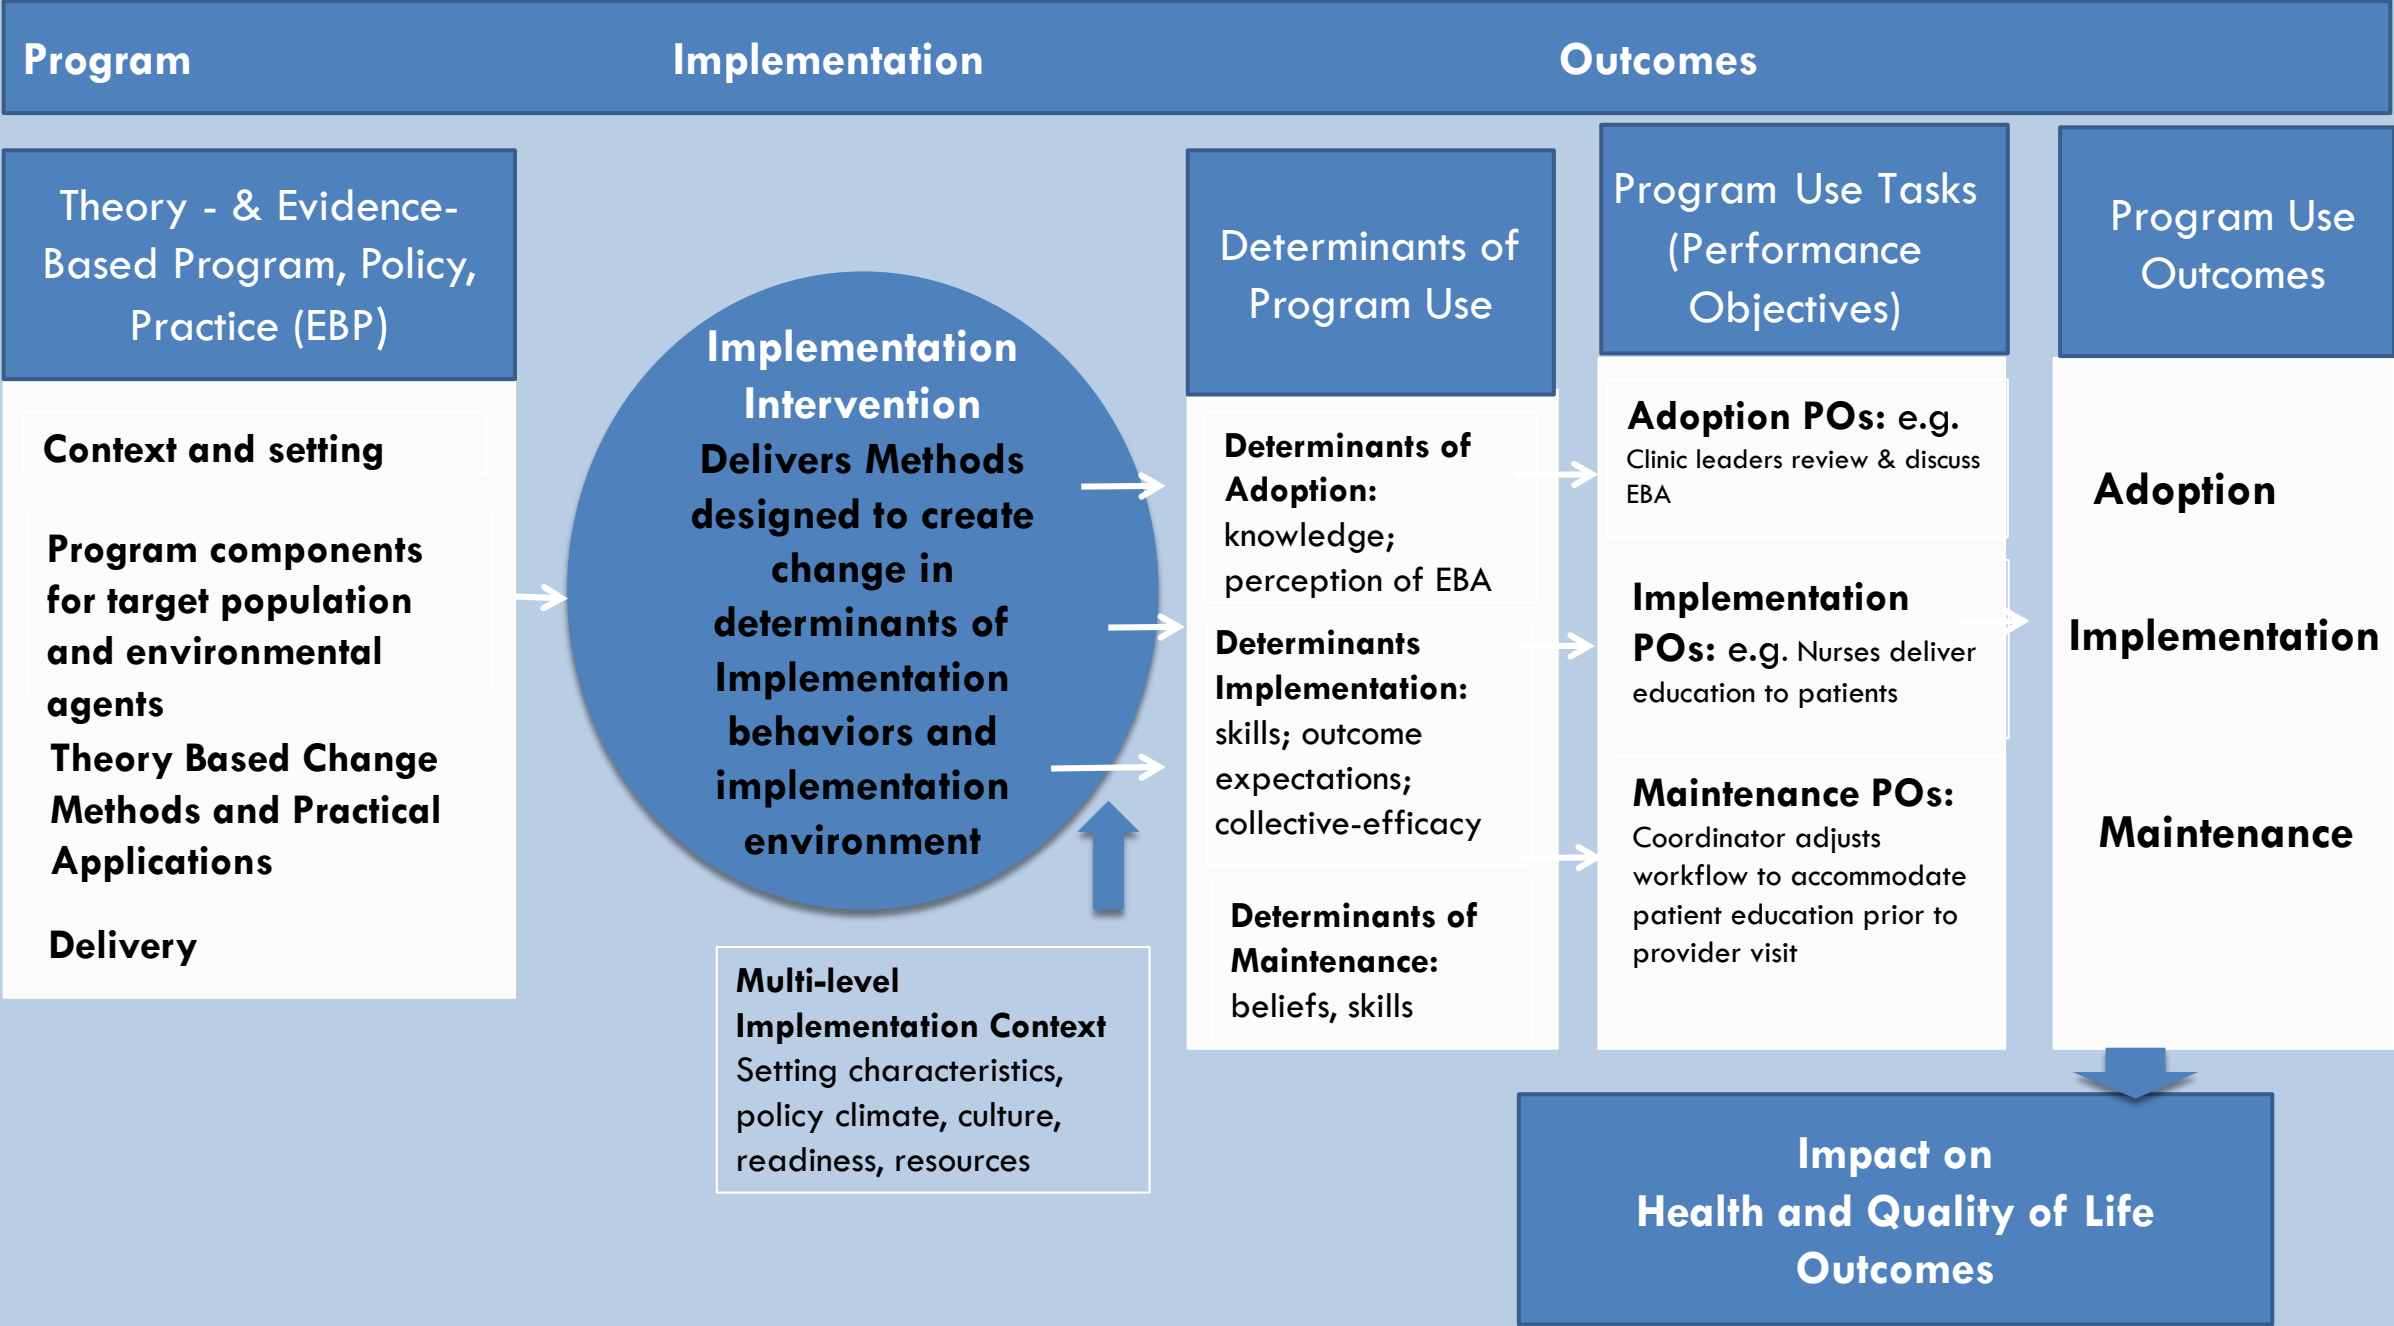 Program
Implementation
Outcomes
Theory - & Evidence-
Based Program, Policy,
Practice (EBP)
Context and setting
Program components
for target population
and environmental
agents
Theory Based Change
Methods and Practical
Applications
Delivery
Implementation
Intervention
Delivers Methods
designed to create
change in
determinants of
Implementation
behaviors and
implementation
environment
Multi-level
Implementation Context
Setting characteristics,
policy climate, culture,
readiness, resources
Determinants of
Program Use
Determinants of
Adoption:
knowledge;
perception of EBA
Determinants
Implementation:
skills; outcome
expectations;
collective-efficacy
Determinants of
Maintenance:
beliefs, skills
Program Use Tasks
(Performance
Objectives)
Adoption POs: e.g.
Clinic leaders review & discuss
EBA
Implementation
POs: e.g. Nurses deliver
education to patients
Maintenance POs:
Coordinator adjusts
workflow to accommodate
patient education prior to
provider visit
Program Use
Outcomes
Adoption
Implementation
Maintenance
Impact on
Health and Quality of Life
Outcomes